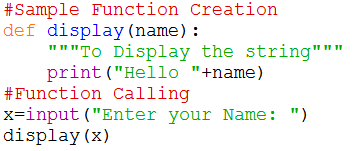 #Sample Function Creation
def display(name):
    """To Display the string"""
    print("Hello "+name)
#Function Calling
x=input("Enter your Name: ")
display(x)